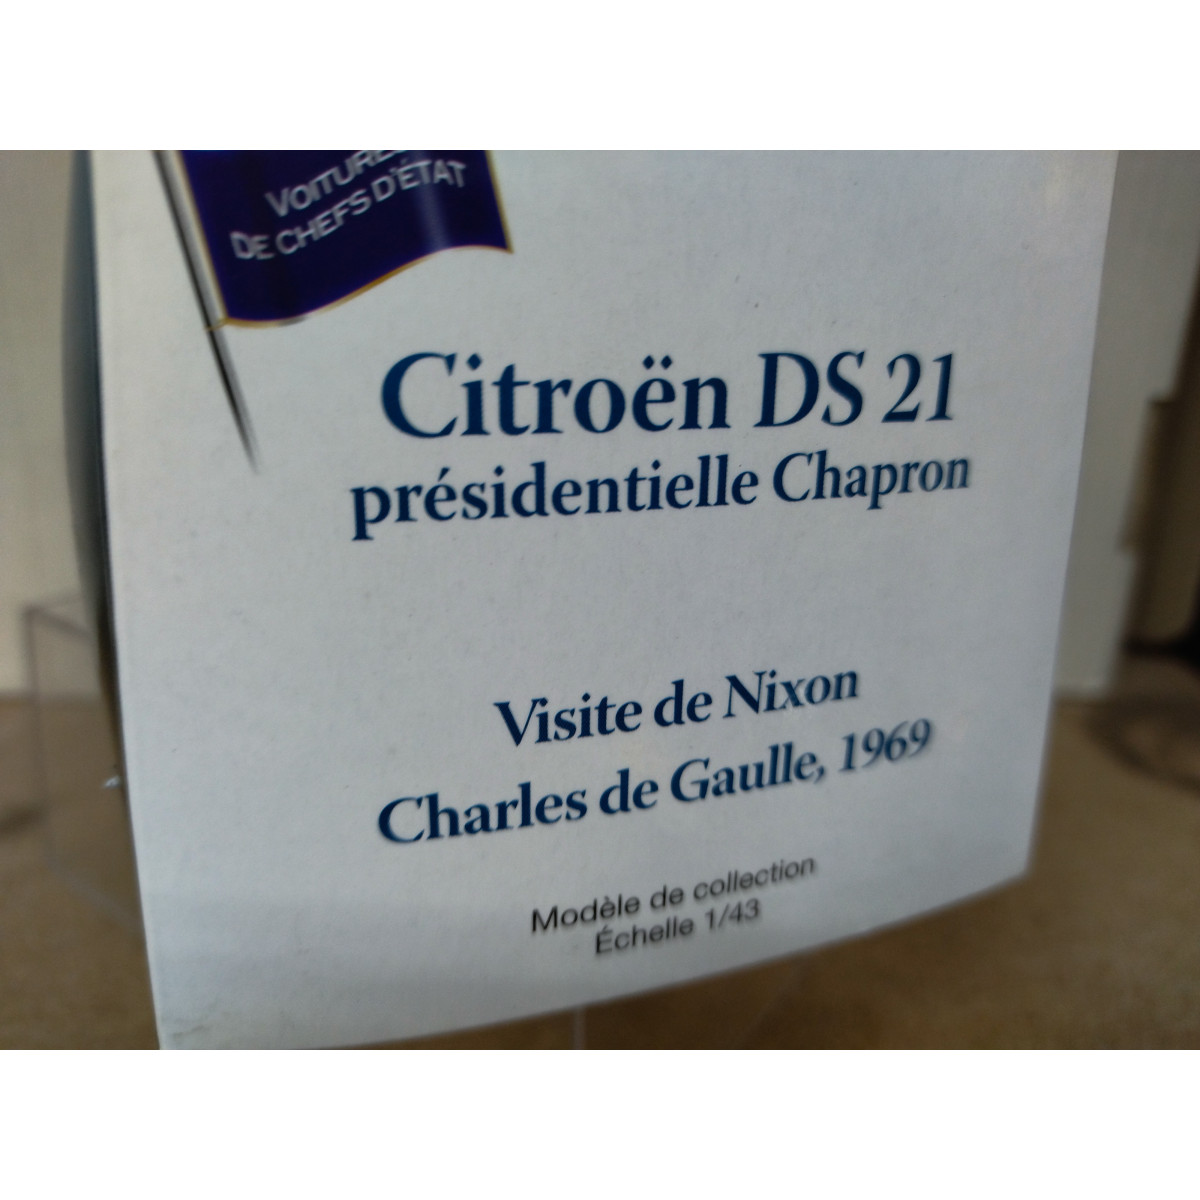 VOITURES
DE CHEFS D'ÉTAT
Citroën DS 21
présidentielle Chapron
Visite de Nixon
Charles de Gaulle, 1969
Modèle de collection
Échelle 1/43